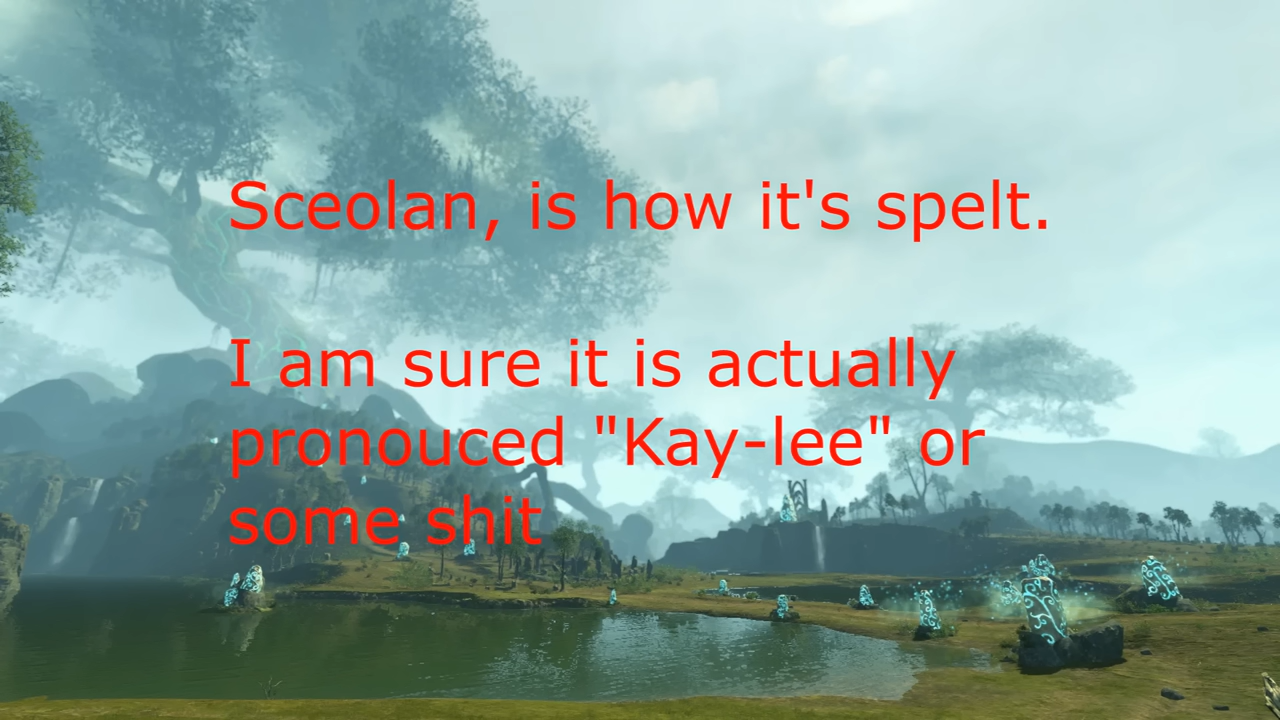 Sceolan, is how it's spelt.
I am sure it is actually
pronouced "Kay-lee" or
some shit